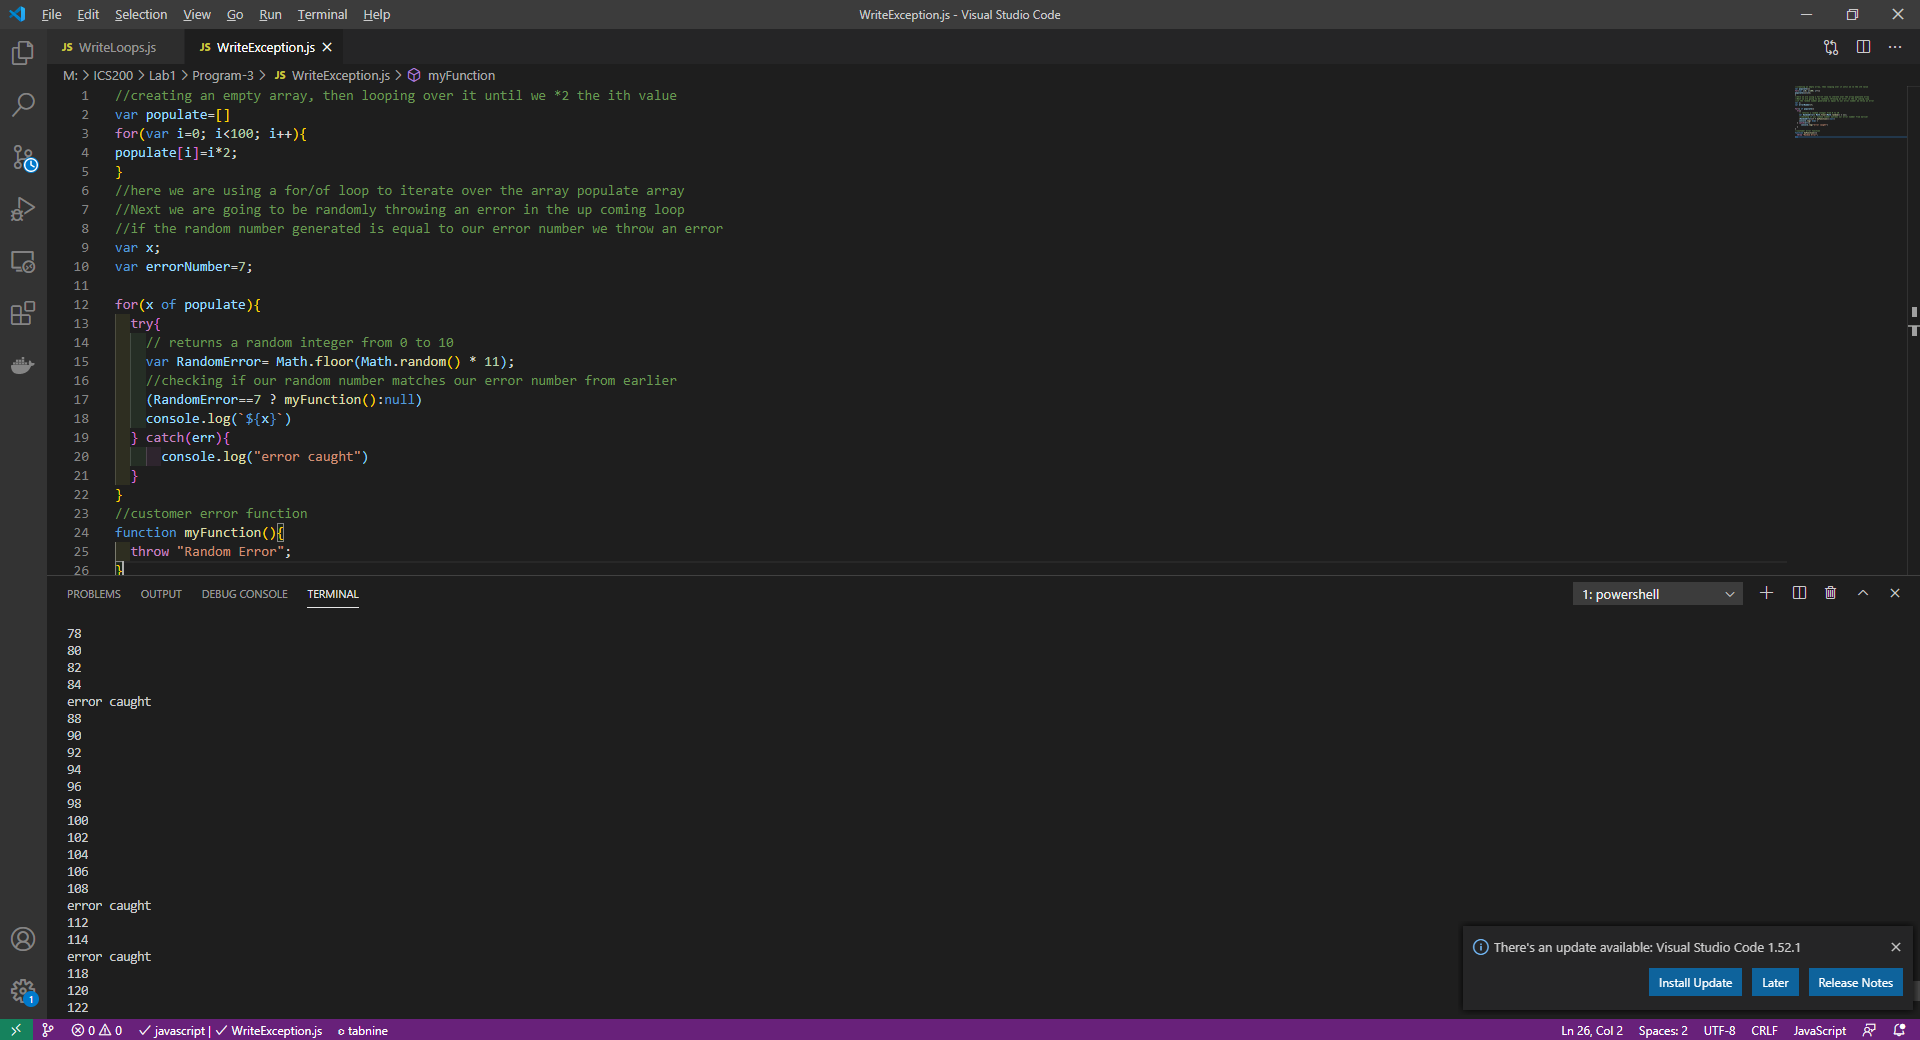 File Edit Selection View Go Run Terminal Help WriteException.js - Visual Studio Code
JS WriteLoops.js JS WriteException.js
M: > ICS200 > Lab1 > Program-3 > JS WriteException.js > myFunction
1 //creating an empty array, then looping over it until we *2 the ith value
2 var populate=[]
3 for(var i=0; i<100; i++){
4 populate[i]=i*2;
5 }
6 //here we are using a for/of loop to iterate over the array populate array
7 //Next we are going to be randomly throwing an error in the up coming loop
8 //if the random number generated is equal to our error number we throw an error
9 var x;
10 var errorNumber=7;
11
12 for(x of populate){
13 try{
14 // returns a random integer from 0 to 10
15 var RandomError= Math.floor(Math.random() * 11);
16 //checking if our random number matches our error number from earlier
17 (RandomError==7 ? myFunction():null)
18 console.log(`${x}`)
19 } catch(err){
20 console.log("error caught")
21 }
22 }
23 //customer error function
24 function myFunction(){
25 throw "Random Error";
26 }
PROBLEMS OUTPUT DEBUG CONSOLE TERMINAL 1: powershell
78
80
82
84
error caught
88
90
92
94
96
98
100
102
104
106
108
error caught
112
114
error caught
118
120
122
There's an update available: Visual Studio Code 1.52.1
Install Update Later Release Notes
1
0 0 javascript | WriteException.js tabnine Ln 26, Col 2 Spaces: 2 UTF-8 CRLF JavaScript